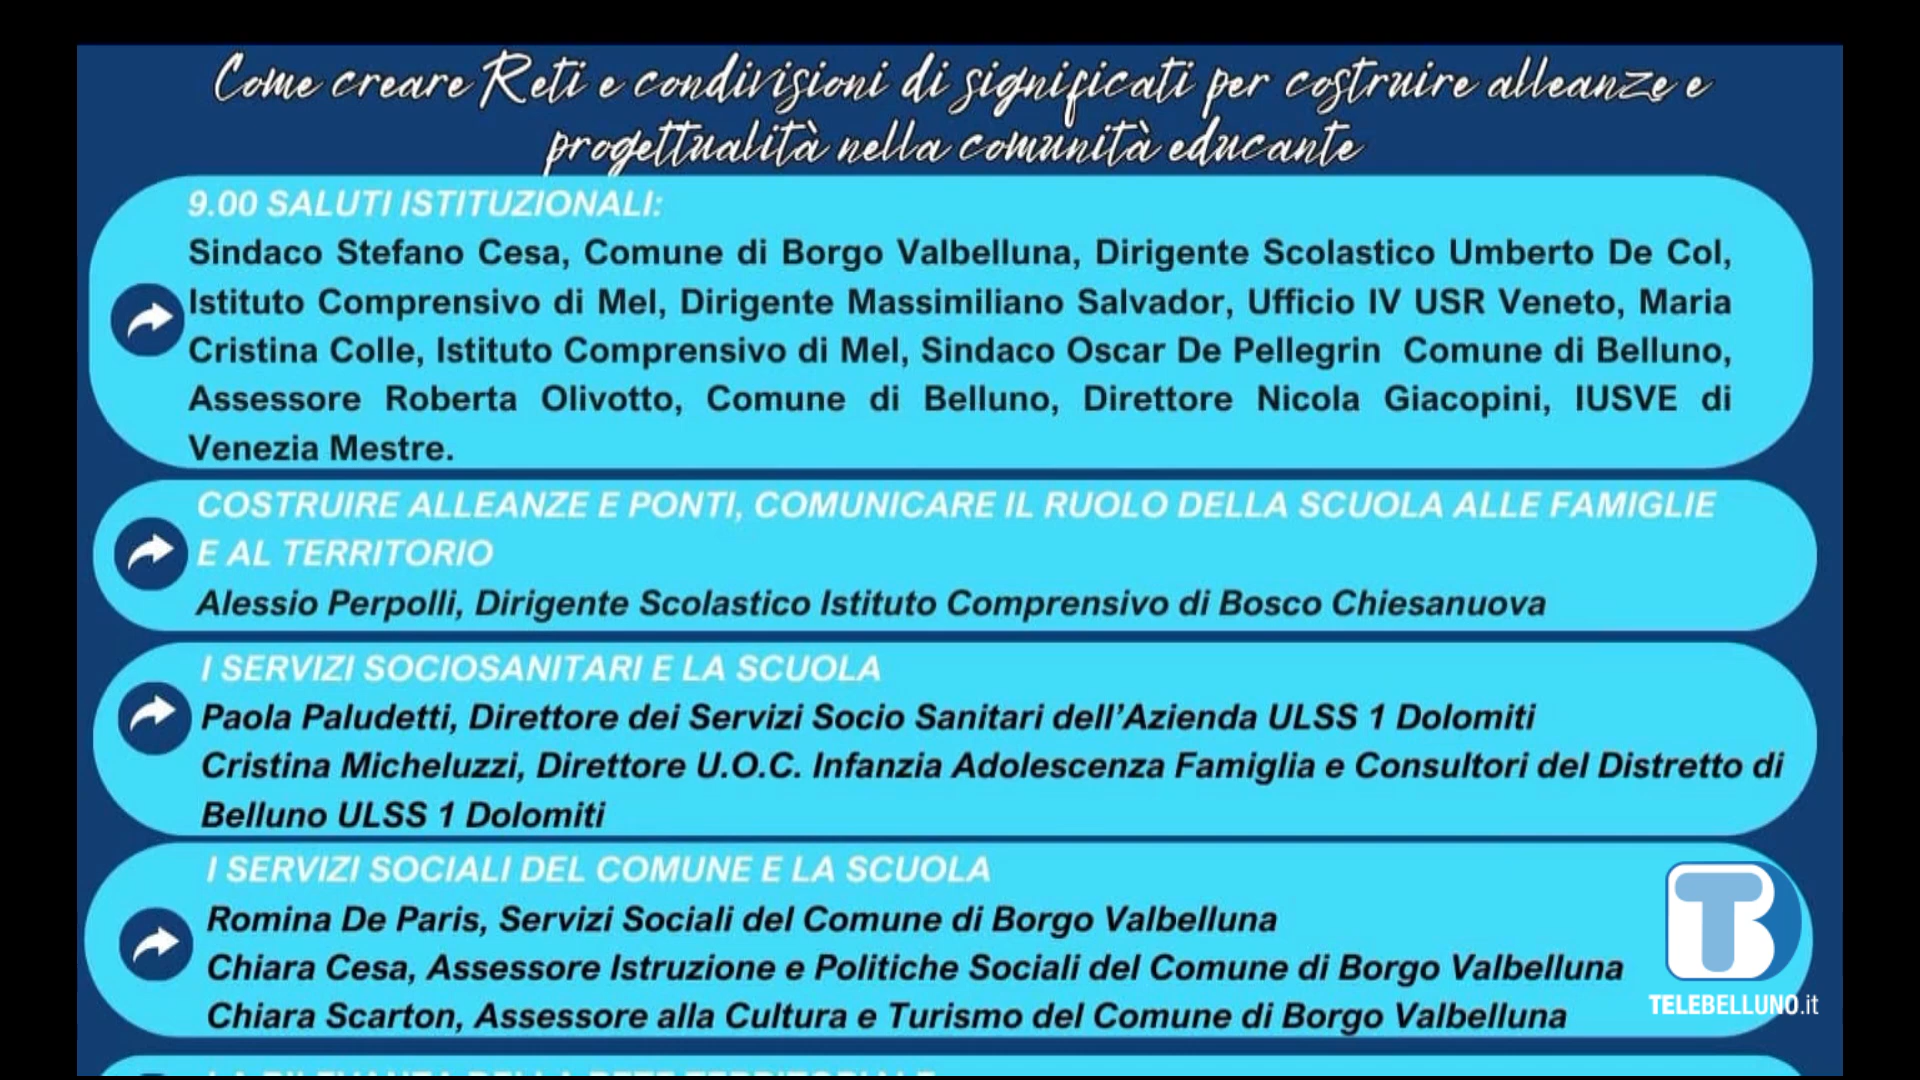 Come creare Reti e condivisioni di significati per costruire alleanze e
progettualità nella comunità educante
9.00 SALUTI ISTITUZIONALI:
Sindaco Stefano Cesa, Comune di Borgo Valbelluna, Dirigente Scolastico Umberto De Col,
Istituto Comprensivo di Mel, Dirigente Massimiliano Salvador, Ufficio IV USR Veneto, Maria
Cristina Colle, Istituto Comprensivo di Mel, Sindaco Oscar De Pellegrin Comune di Belluno,
Assessore Roberta Olivotto, Comune di Belluno, Direttore Nicola Giacopini, IUSVE di
Venezia Mestre.
COSTRUIRE ALLEANZE E PONTI, COMUNICARE IL RUOLO DELLA SCUOLA ALLE FAMIGLIE
E AL TERRITORIO
Alessio Perpolli, Dirigente Scolastico Istituto Comprensivo di Bosco Chiesanuova
I SERVIZI SOCIOSANITARI E LA SCUOLA
Paola Paludetti, Direttore dei Servizi Socio Sanitari dell'Azienda ULSS 1 Dolomiti
Cristina Micheluzzi, Direttore U.O.C. Infanzia Adolescenza Famiglia e Consultori del Distretto di
Belluno ULSS 1 Dolomiti
I SERVIZI SOCIALI DEL COMUNE E LA SCUOLA
Romina De Paris, Servizi Sociali del Comune di Borgo Valbelluna
Chiara Cesa, Assessore Istruzione e Politiche Sociali del Comune di Borgo Valbelluna
Chiara Scarton, Assessore alla Cultura e Turismo del Comune di Borgo Valbelluna
TB
TELEBELLUNO.it